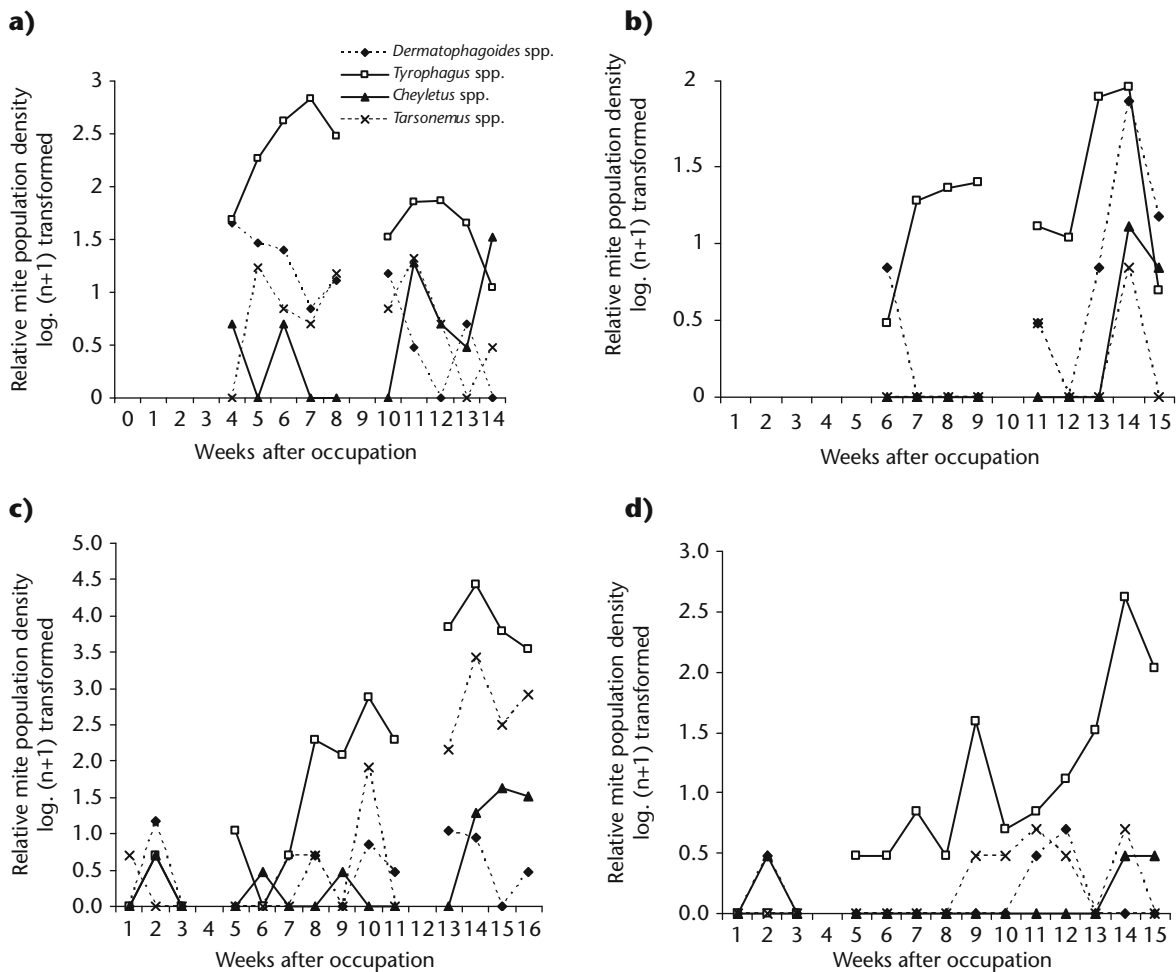 a)
Dermatophagoides spp.
Tyrophagus spp.
Cheyletus spp.
Tarsonemus spp.
Relative mite population density
log. (n+1) transformed
3
2.5
2
1.5
1
0.5
0
0 1 2 3 4 5 6 7 8 9 10 11 12 13 14
Weeks after occupation
b)
Relative mite population density
log. (n+1) transformed
2
1.5
1
0.5
0
1 2 3 4 5 6 7 8 9 11 12 13 14 15
Weeks after occupation
c)
Relative mite population density
log. (n+1) transformed
5.0
4.5
4.0
3.5
3.0
2.5
2.0
1.5
1.0
0.5
0.0
1 2 3 4 5 6 7 8 9 10 11 12 13 14 15 16
Weeks after occupation
d)
Relative mite population density
log. (n+1) transformed
3.0
2.5
2.0
1.5
1.0
0.5
0.0
1 2 3 4 5 6 7 8 9 10 11 12 13 14 15
Weeks after occupation